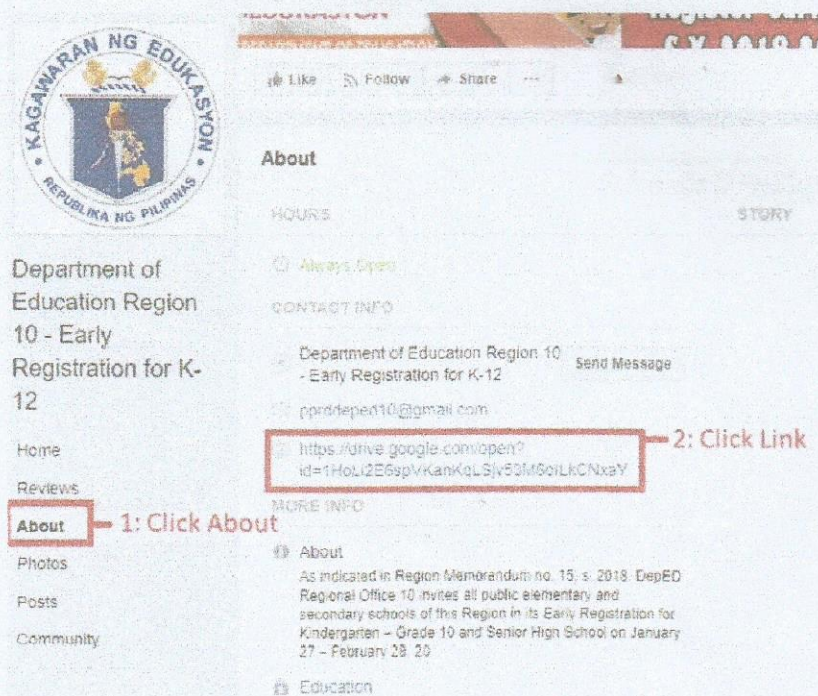 KAGAWARAN NG EDUKASYON
REPUBLIKA NG PILIPINAS
Like Follow Share ...
About
HOURS
STORY
Always Open
CONTACT INFO
Department of
Education Region
10 - Early
Registration for K-
12
Department of Education Region 10
- Early Registration for K-12
Send Message
pprddeped10@gmail.com
https://drive.google.com/open?
2: Click Link
Home
Reviews
About
1: Click About
Photos
Posts
Community
MORE INFO
About
As indicated in Region Memorandum no. 15, s. 2018, DepED
Regional Office 10 invites all public elementary and
secondary schools of this Region in its Early Registration for
Kindergarten – Grade 10 and Senior High School on January
27 – February 28, 20
Education